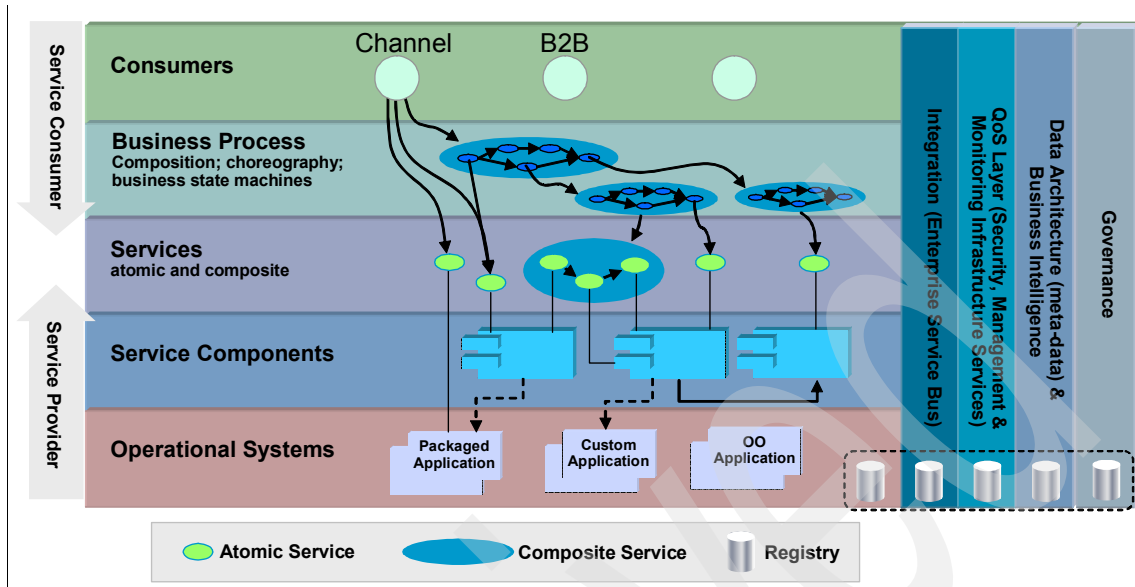 Channel
B2B
Consumers
Business Process
Composition; choreography;
business state machines
Services
atomic and composite
Service Components
Operational Systems
Packaged
Application
Custom
Application
OO
Application
Service Consumer
Service Provider
Integration (Enterprise Service Bus)
QoS Layer (Security, Management &
Monitoring Infrastructure Services)
Data Architecture (meta-data) &
Business Intelligence
Governance
Atomic Service
Composite Service
Registry